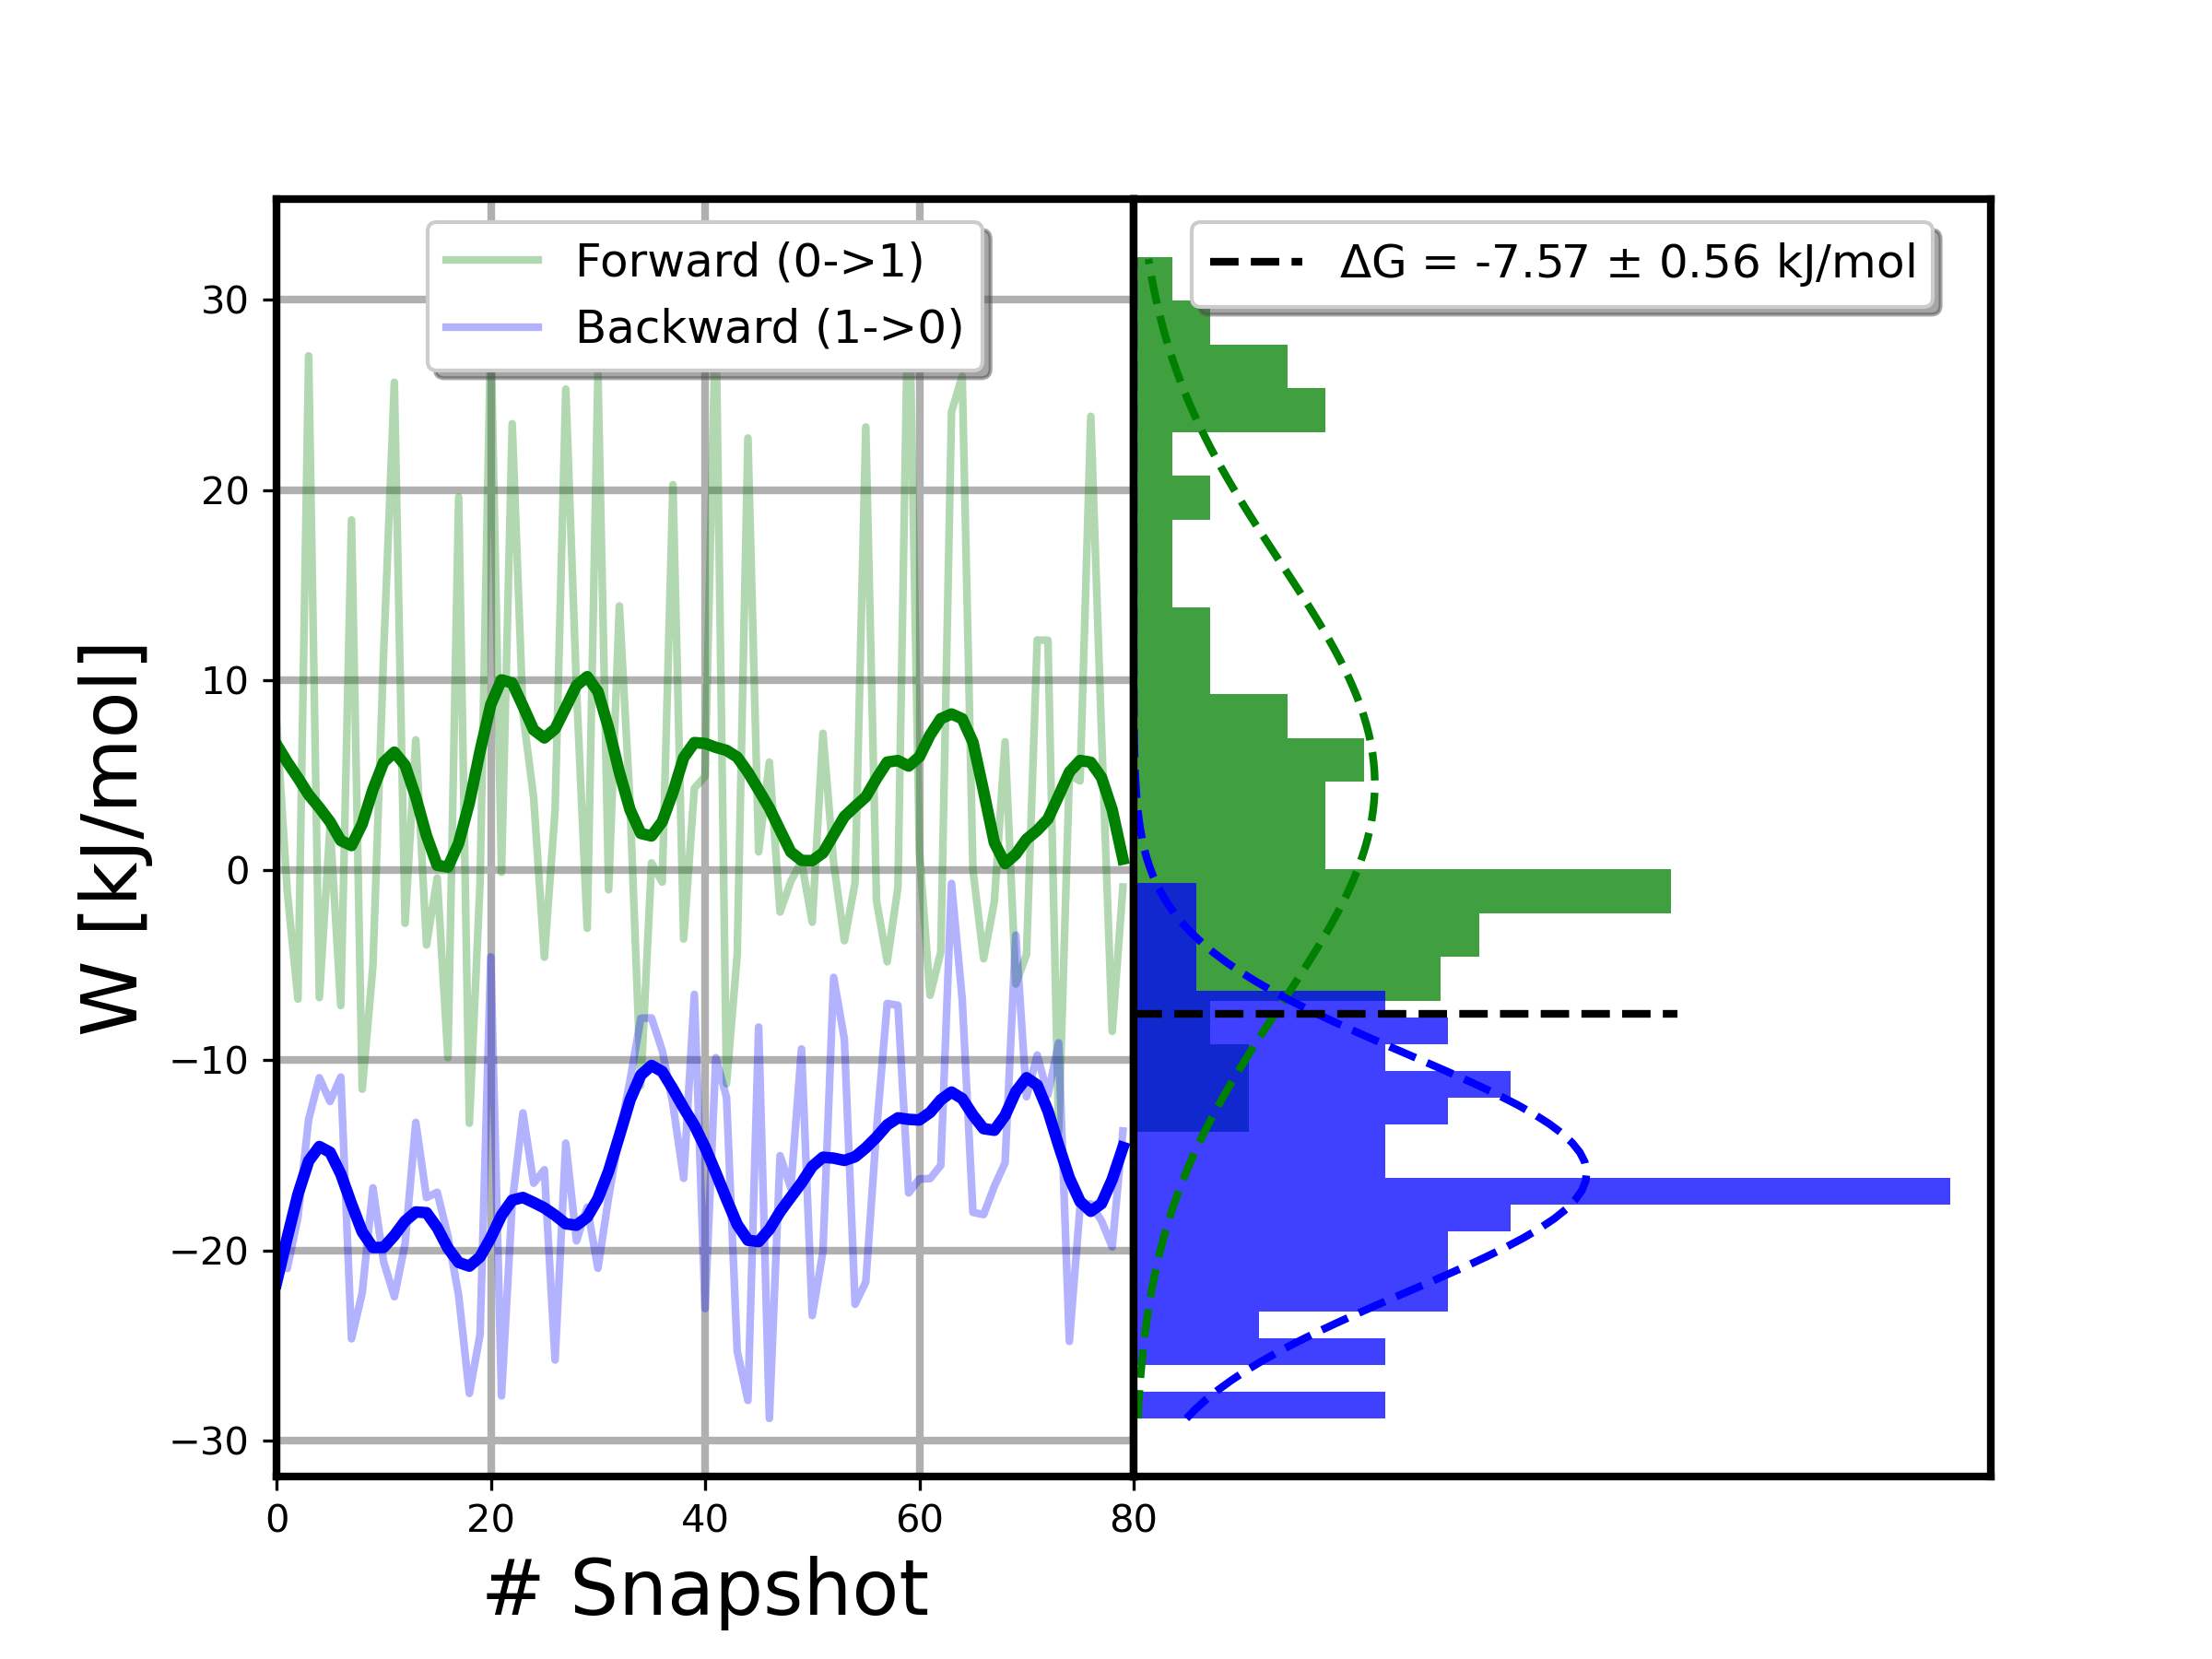 Forward (0->1)
Backward (1->0)
ΔG = -7.57 ± 0.56 kJ/mol
W [kJ/mol]
30
20
10
0
−10
−20
−30
0 20 40 60 80
# Snapshot